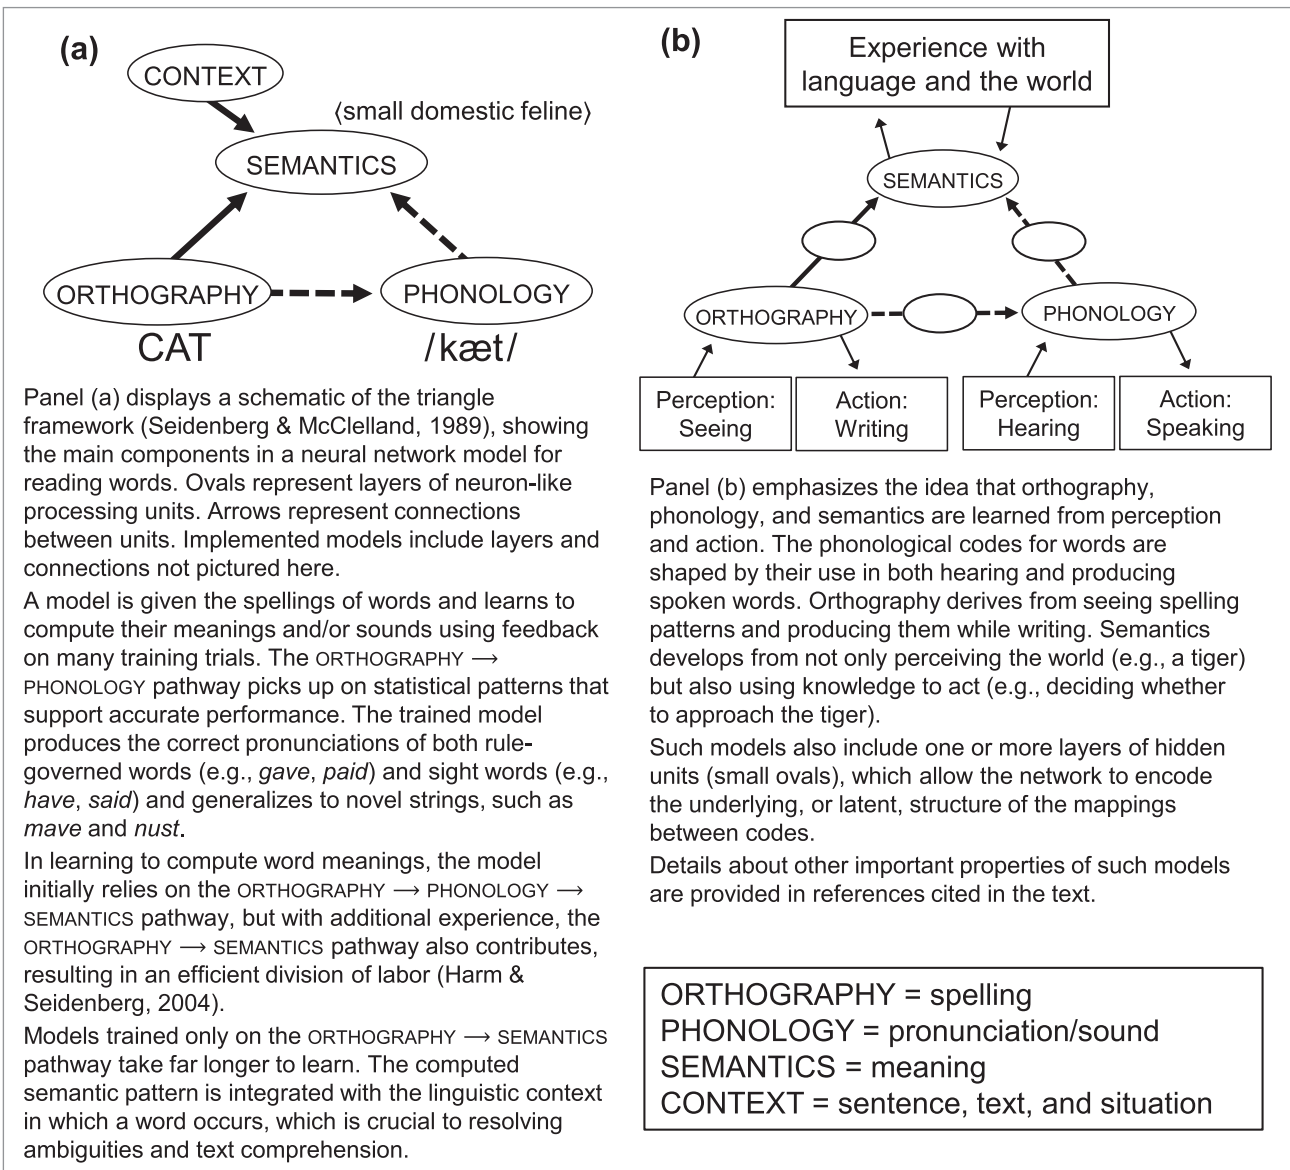 (a)
CONTEXT
⟨small domestic feline⟩
SEMANTICS
ORTHOGRAPHY
PHONOLOGY
CAT
/kæt/
Panel (a) displays a schematic of the triangle
framework (Seidenberg & McClelland, 1989), showing
the main components in a neural network model for
reading words. Ovals represent layers of neuron-like
processing units. Arrows represent connections
between units. Implemented models include layers and
connections not pictured here.
A model is given the spellings of words and learns to
compute their meanings and/or sounds using feedback
on many training trials. The ORTHOGRAPHY →
PHONOLOGY pathway picks up on statistical patterns that
support accurate performance. The trained model
produces the correct pronunciations of both rule-
governed words (e.g., gave, paid) and sight words (e.g.,
have, said) and generalizes to novel strings, such as
mave and nust.
In learning to compute word meanings, the model
initially relies on the ORTHOGRAPHY → PHONOLOGY →
SEMANTICS pathway, but with additional experience, the
ORTHOGRAPHY → SEMANTICS pathway also contributes,
resulting in an efficient division of labor (Harm &
Seidenberg, 2004).
Models trained only on the ORTHOGRAPHY → SEMANTICS
pathway take far longer to learn. The computed
semantic pattern is integrated with the linguistic context
in which a word occurs, which is crucial to resolving
ambiguities and text comprehension.
(b)
Experience with
language and the world
SEMANTICS
ORTHOGRAPHY
PHONOLOGY
Perception:
Seeing
Action:
Writing
Perception:
Hearing
Action:
Speaking
Panel (b) emphasizes the idea that orthography,
phonology, and semantics are learned from perception
and action. The phonological codes for words are
shaped by their use in both hearing and producing
spoken words. Orthography derives from seeing spelling
patterns and producing them while writing. Semantics
develops from not only perceiving the world (e.g., a tiger)
but also using knowledge to act (e.g., deciding whether
to approach the tiger).
Such models also include one or more layers of hidden
units (small ovals), which allow the network to encode
the underlying, or latent, structure of the mappings
between codes.
Details about other important properties of such models
are provided in references cited in the text.
ORTHOGRAPHY = spelling
PHONOLOGY = pronunciation/sound
SEMANTICS = meaning
CONTEXT = sentence, text, and situation